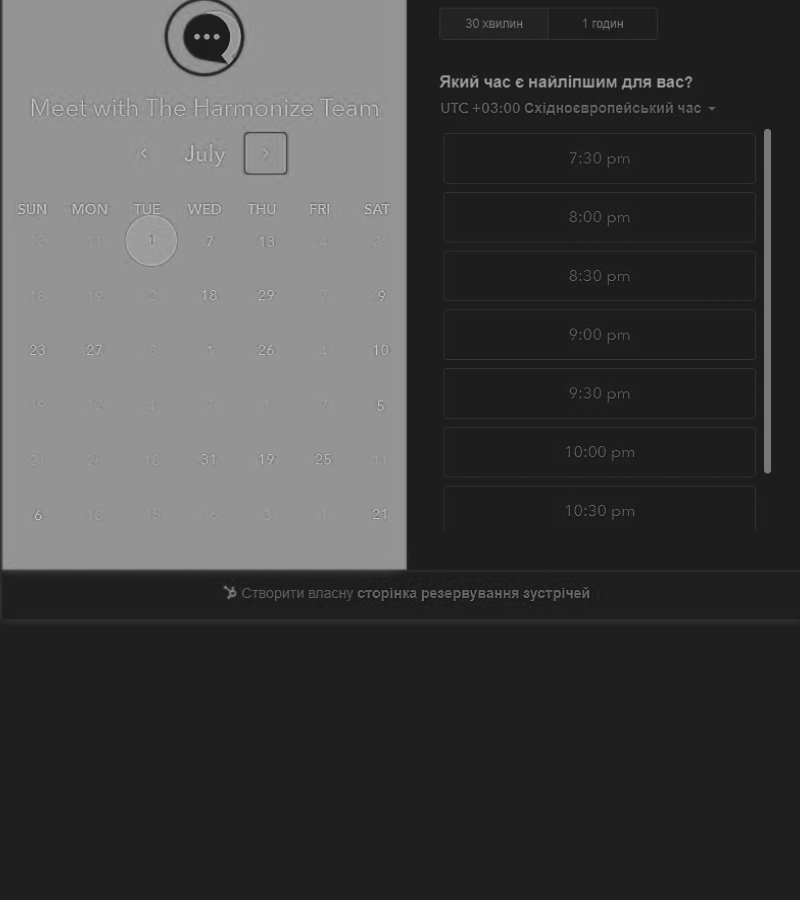 Meet with The Harmonize Team
July
SUN MON TUE WED THU FRI SAT
12 11 1 7 13 4 21
18 19 2 18 29 7 9
23 27 1 26 4 10
19 12 4 7 1 7 5
21 28 18 31 19 25 11
6 16 15 16 3 1 21
30 хвилин 1 годин
Який час є найліпшим для вас?
UTC +03:00 Східноєвропейський час
7:30 pm
8:00 pm
8:30 pm
9:00 pm
9:30 pm
10:00 pm
10:30 pm
Створити власну сторінка резервування зустрічей